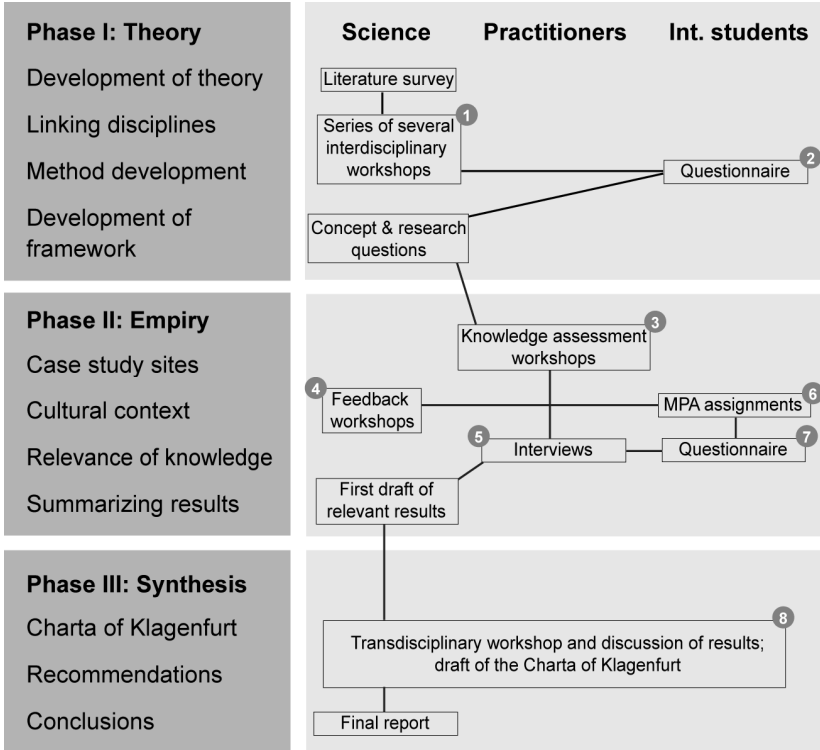 Phase I: Theory
Development of theory
Linking disciplines
Method development
Development of
framework
Science
Practitioners
Int. students
Literature survey
1
Series of several
interdisciplinary
workshops
2
Questionnaire
Concept & research
questions
Phase II: Empiry
Case study sites
Cultural context
Relevance of knowledge
Summarizing results
3
Knowledge assessment
workshops
4
Feedback
workshops
6
MPA assignments
5
Interviews
7
Questionnaire
First draft of
relevant results
Phase III: Synthesis
Charta of Klagenfurt
Recommendations
Conclusions
8
Transdisciplinary workshop and discussion of results;
draft of the Charta of Klagenfurt
Final report